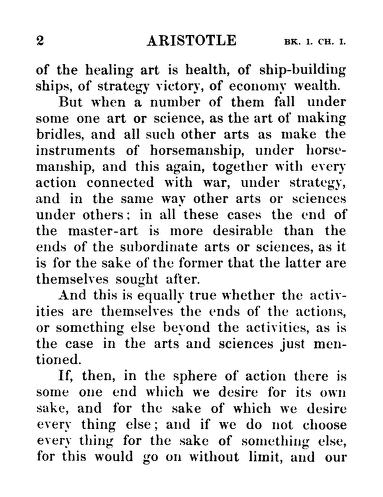 2 ARISTOTLE BK. 1. CH. I.
of the healing art is health, of ship-building
ships, of strategy victory, of economy wealth.
But when a number of them fall under
some one art or science, as the art of making
bridles, and all such other arts as make the
instruments of horsemanship, under horse-
manship, and this again, together with every
action connected with war, under strategy,
and in the same way other arts or sciences
under others; in all these cases the end of
the master-art is more desirable than the
ends of the subordinate arts or sciences, as it
is for the sake of the former that the latter are
themselves sought after.
And this is equally true whether the activ-
ities are themselves the ends of the actions,
or something else beyond the activities, as is
the case in the arts and sciences just men-
tioned.
If, then, in the sphere of action there is
some one end which we desire for its own
sake, and for the sake of which we desire
every thing else; and if we do not choose
every thing for the sake of something else,
for this would go on without limit, and our